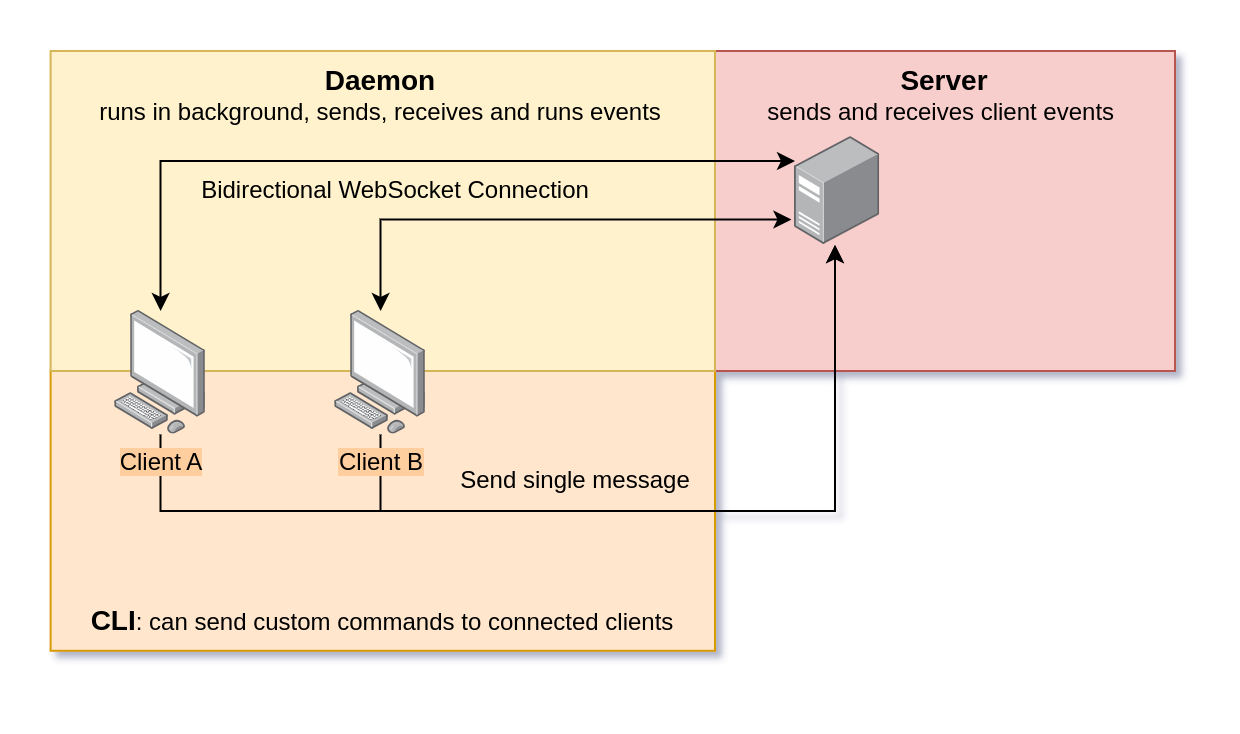 Daemon
runs in background, sends, receives and runs events
Server
sends and receives client events
Bidirectional WebSocket Connection
Client A
Client B
Send single message
CLI: can send custom commands to connected clients